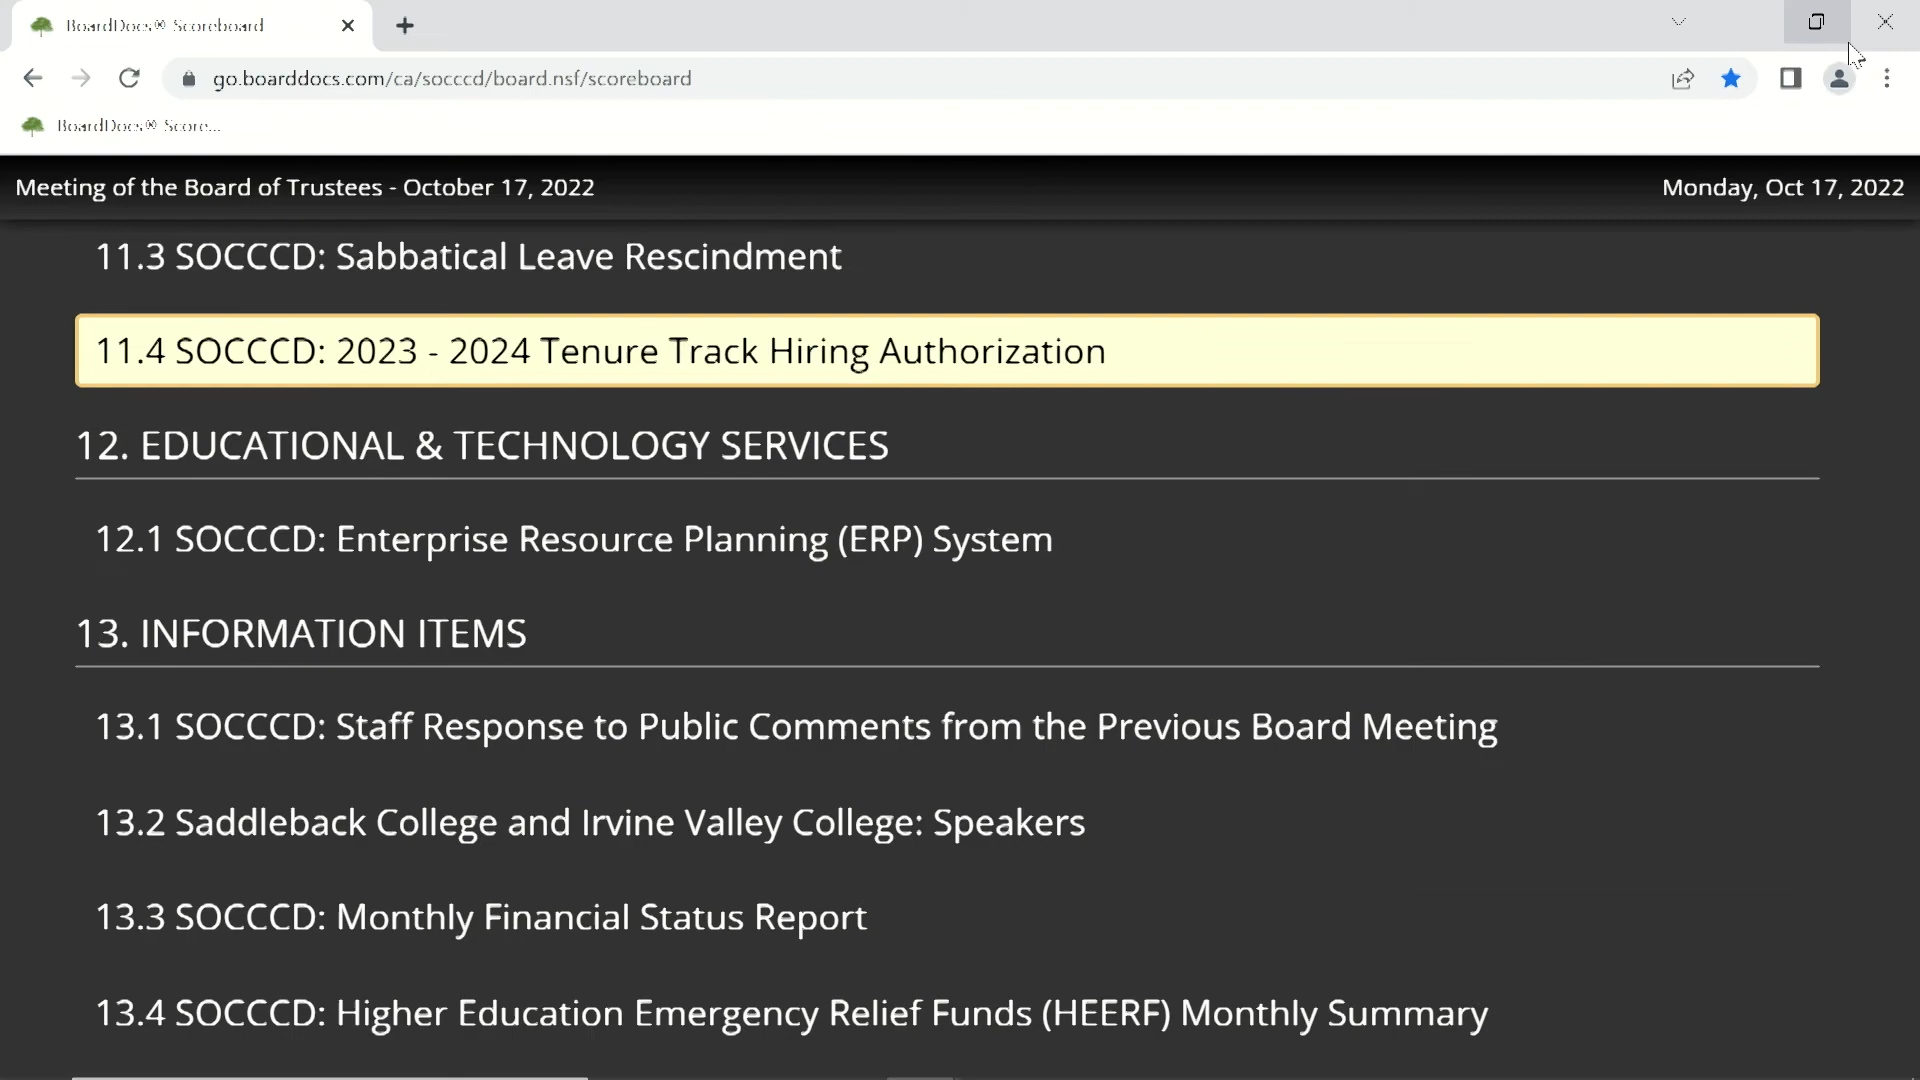 BoardDocs® Scoreboard
go.boarddocs.com/ca/socccd/board.nsf/scoreboard
BoardDocs® Score...
Meeting of the Board of Trustees - October 17, 2022
Monday, Oct 17, 2022
11.3 SOCCCD: Sabbatical Leave Rescindment
11.4 SOCCCD: 2023 - 2024 Tenure Track Hiring Authorization
12. EDUCATIONAL & TECHNOLOGY SERVICES
12.1 SOCCCD: Enterprise Resource Planning (ERP) System
13. INFORMATION ITEMS
13.1 SOCCCD: Staff Response to Public Comments from the Previous Board Meeting
13.2 Saddleback College and Irvine Valley College: Speakers
13.3 SOCCCD: Monthly Financial Status Report
13.4 SOCCCD: Higher Education Emergency Relief Funds (HEERF) Monthly Summary